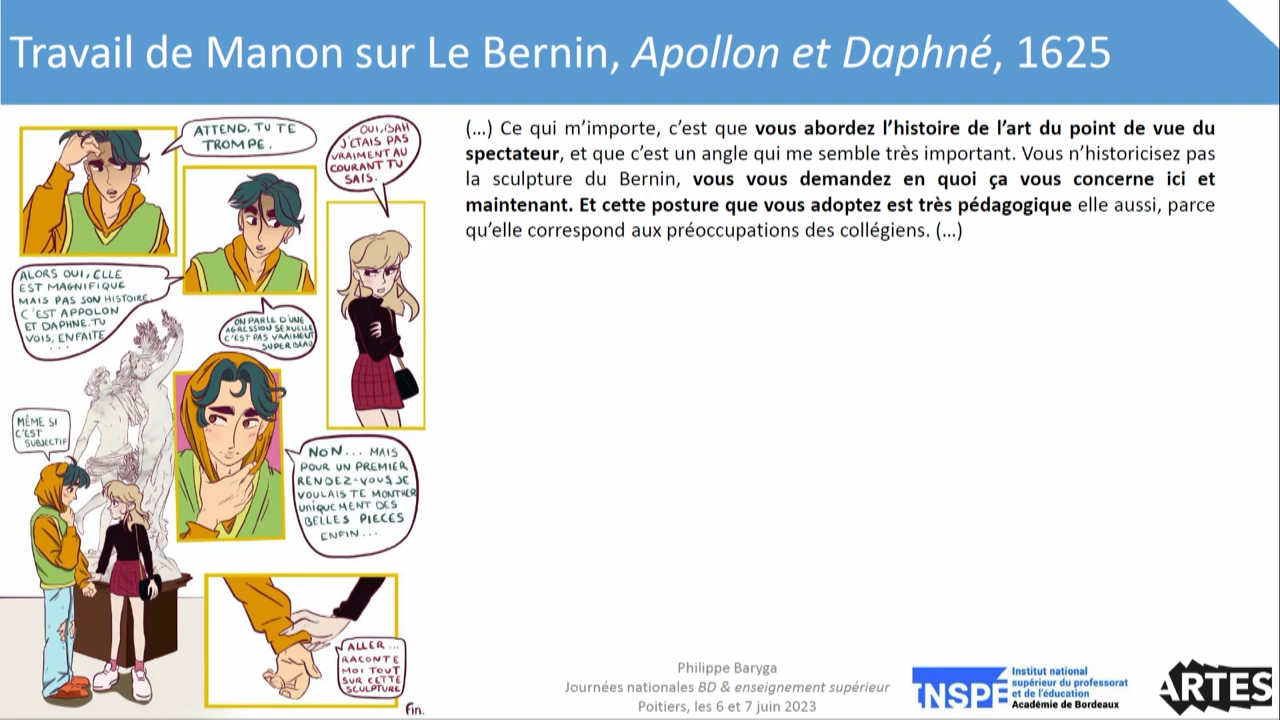 Travail de Manon sur Le Bernin, Apollon et Daphné, 1625
ATTEND, TU TE
TROMPE.
OUI, BAH
J'ÉTAIS PAS
VRAIMENT AU
COURANT TU
SAIS.
ALORS OUI, ELLE
EST MAGNIFIQUE
MAIS PAS SON HISTOIRE.
C'EST APPOLON
ET DAPHNE. TU
VOIS, ENFAITE
...
ON PARLE D'UNE
AGRESSION SEXUELLE
C'EST PAS VRAIMENT
SUPER BEAU
MÊME SI
C'EST
SUBJECTIF
NON... MAIS
POUR UN PREMIER
RENDEZ-VOUS JE
VOULAIS TE MONTRER
UNIQUEMENT DES
BELLES PIECES
ENFIN...
ALLER...
RACONTE
MOI TOUT
SUR CETTE
SCULPTURE
Fin.
(…) Ce qui m’importe, c’est que vous abordez l’histoire de l’art du point de vue du
spectateur, et que c’est un angle qui me semble très important. Vous n’historicisez pas
la sculpture du Bernin, vous vous demandez en quoi ça vous concerne ici et
maintenant. Et cette posture que vous adoptez est très pédagogique elle aussi, parce
qu’elle correspond aux préoccupations des collégiens. (…)
Philippe Baryga
Journées nationales BD & enseignement supérieur
Poitiers, les 6 et 7 juin 2023
INSPÉ
Institut national
supérieur du professorat
et de l'éducation
Académie de Bordeaux
ARTES